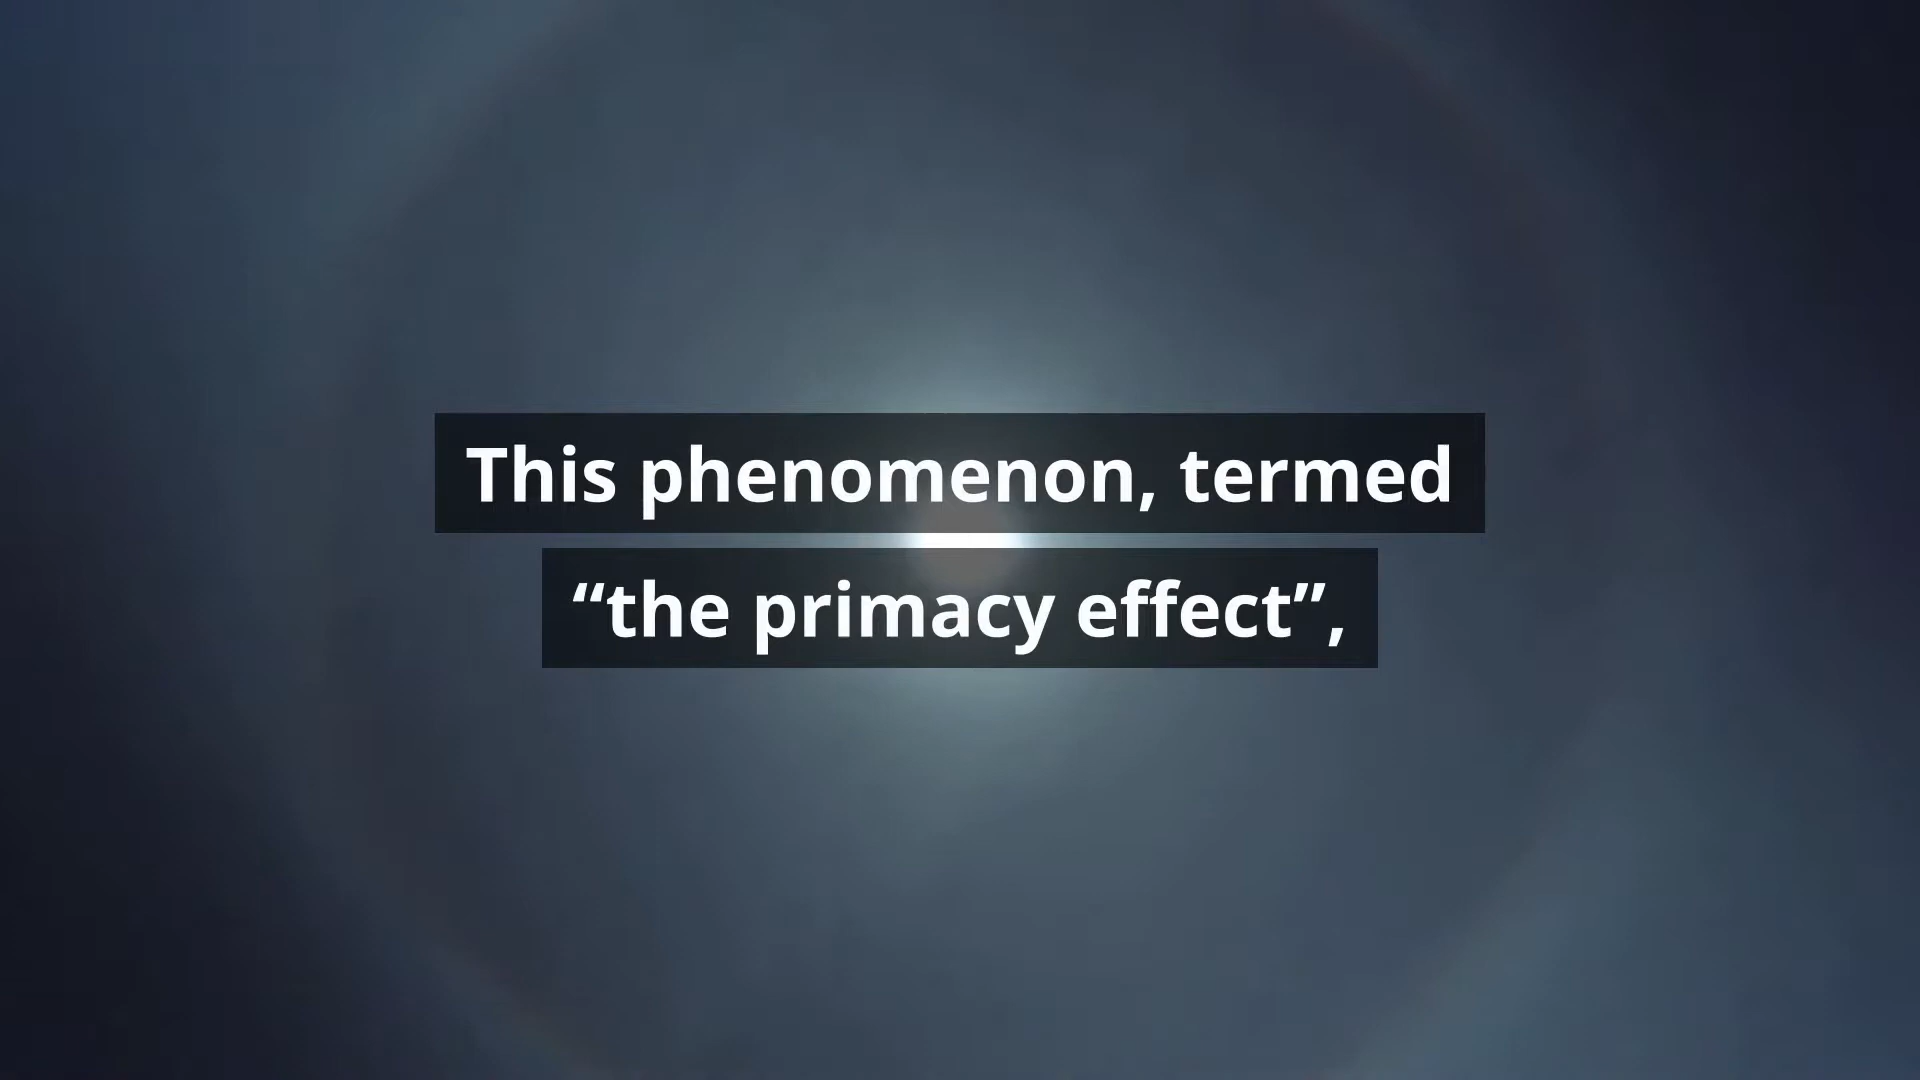 This phenomenon, termed
“the primacy effect”,